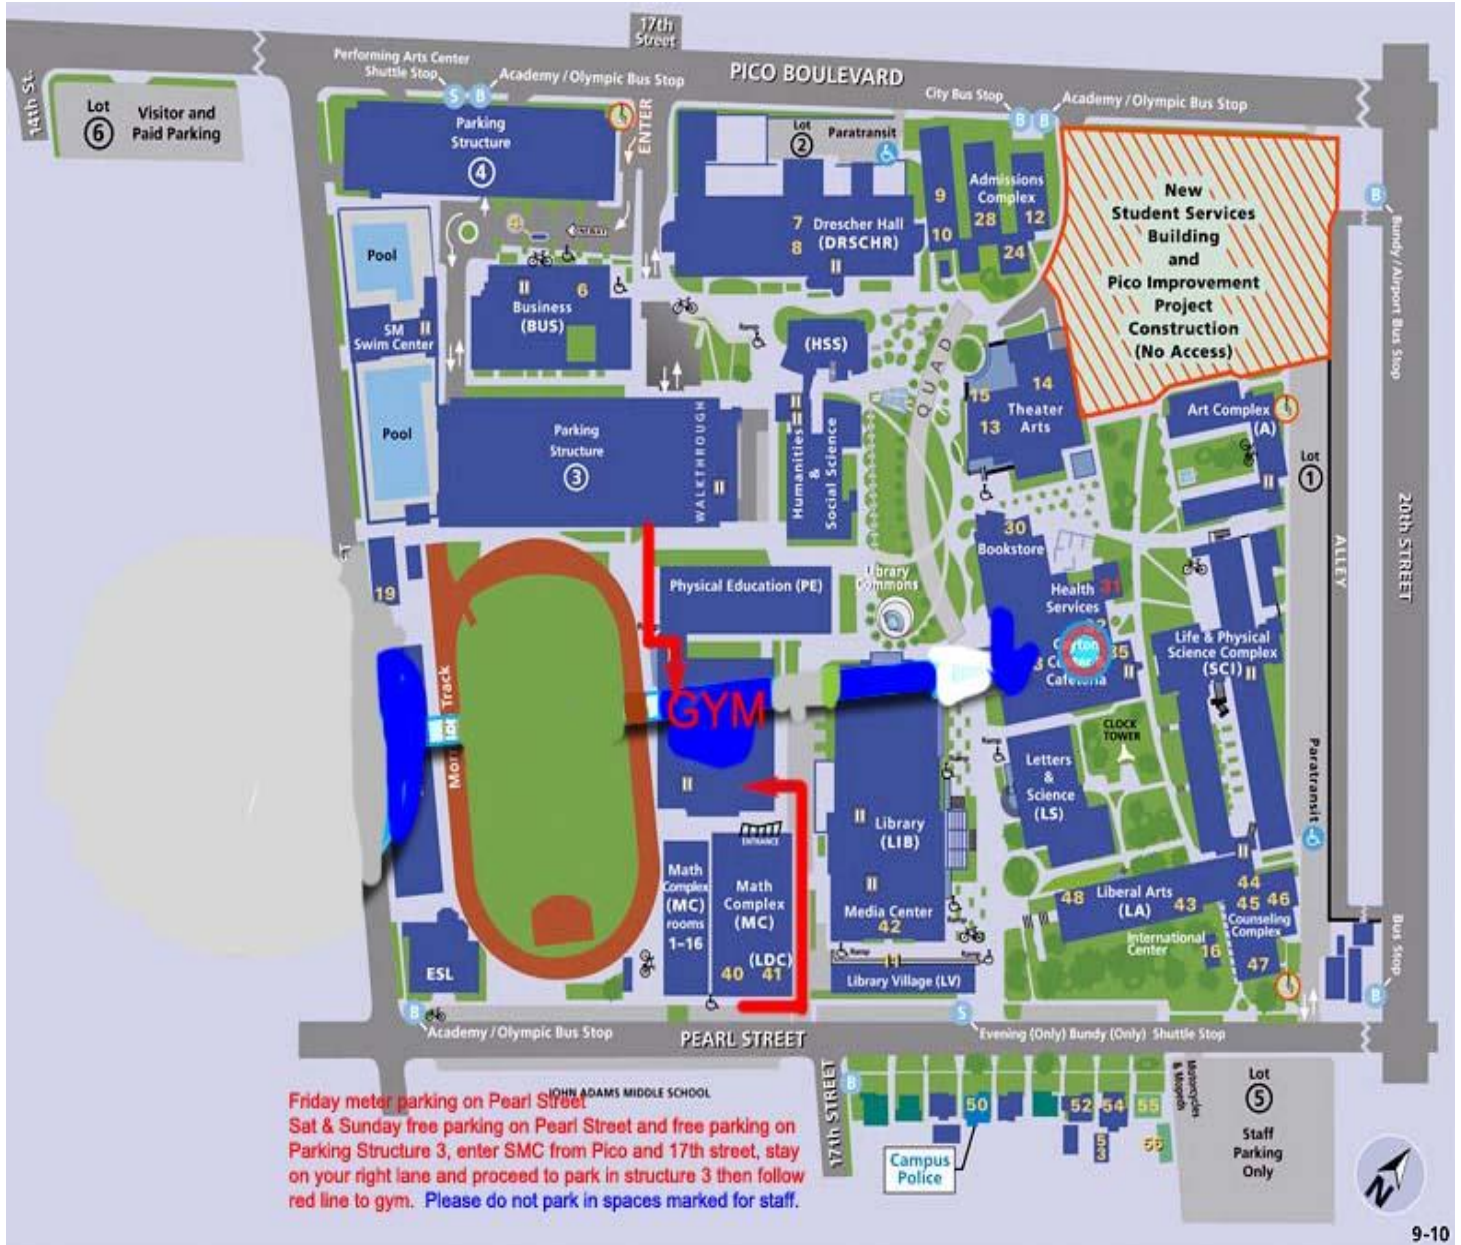 17th
Street
PICO BOULEVARD
14th St.
Lot
6
Visitor and
Paid Parking
Performing Arts Center
Shuttle Stop
S
B
Academy / Olympic Bus Stop
ENTER
Parking
Structure
4
Lot
2
Paratransit
City Bus Stop
B
B
Academy / Olympic Bus Stop
Admissions
Complex
9
10
28
12
24
7
8
Drescher Hall
(DRSCHR)
New
Student Services
Building
and
Pico Improvement
Project
Construction
(No Access)
B
Bundy / Airport Bus Stop
Pool
SM
Swim Center
Pool
6
Business
(BUS)
Ramp
(HSS)
QUAD
14
15
13
Theater
Arts
Art Complex
(A)
Lot
1
Parking
Structure
3
WALKTHROUGH
Humanities
&
Social Science
30
Bookstore
20th STREET
ALLEY
19
Physical Education (PE)
Library
Commons
Health
Services
31
35
Cafeteria
Life & Physical
Science Complex
(SCI)
Track
GYM
CLOCK
TOWER
Ramp
Letters
&
Science
(LS)
Paratransit
Library
(LIB)
ENTRANCE
Math
Complex
(MC)
rooms
1-16
Math
Complex
(MC)
(LDC)
40
41
Media Center
42
Ramp
Ramp
Ramp
11
Library Village (LV)
48
Liberal Arts
(LA)
43
44
45
46
Counseling
Complex
International
Center
16
47
Bus Stop
B
ESL
B
Academy / Olympic Bus Stop
PEARL STREET
S
Evening (Only) Bundy (Only) Shuttle Stop
17th STREET
B
JOHN ADAMS MIDDLE SCHOOL
50
52
54
55
53
56
Motorcycles
& Mopeds
Lot
5
Staff
Parking
Only
Campus
Police
N
9-10
Friday meter parking on Pearl Street
Sat & Sunday free parking on Pearl Street and free parking on
Parking Structure 3, enter SMC from Pico and 17th street, stay
on your right lane and proceed to park in structure 3 then follow
red line to gym. Please do not park in spaces marked for staff.